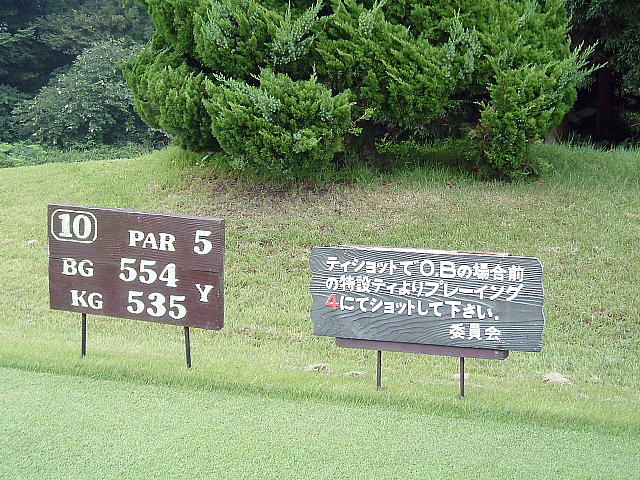 10 PAR 5
BG 554
KG 535 Y
ティショットでO.Bの場合前
の特設ティよりプレーイング
4にてショットして下さい。
委員会